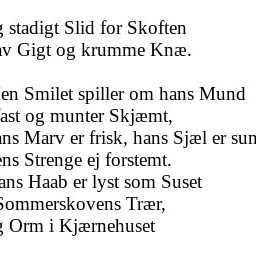 stadigt Slid for Skoften
av Gigt og krumme Knæ.
en Smilet spiller om hans Mund
ast og munter Skjæmt,
ns Marv er frisk, hans Sjæl er sun
ns Strenge ej forstemt.
ans Haab er lyst som Suset
Sommerskovens Trær,
g Orm i Kjærnehuset